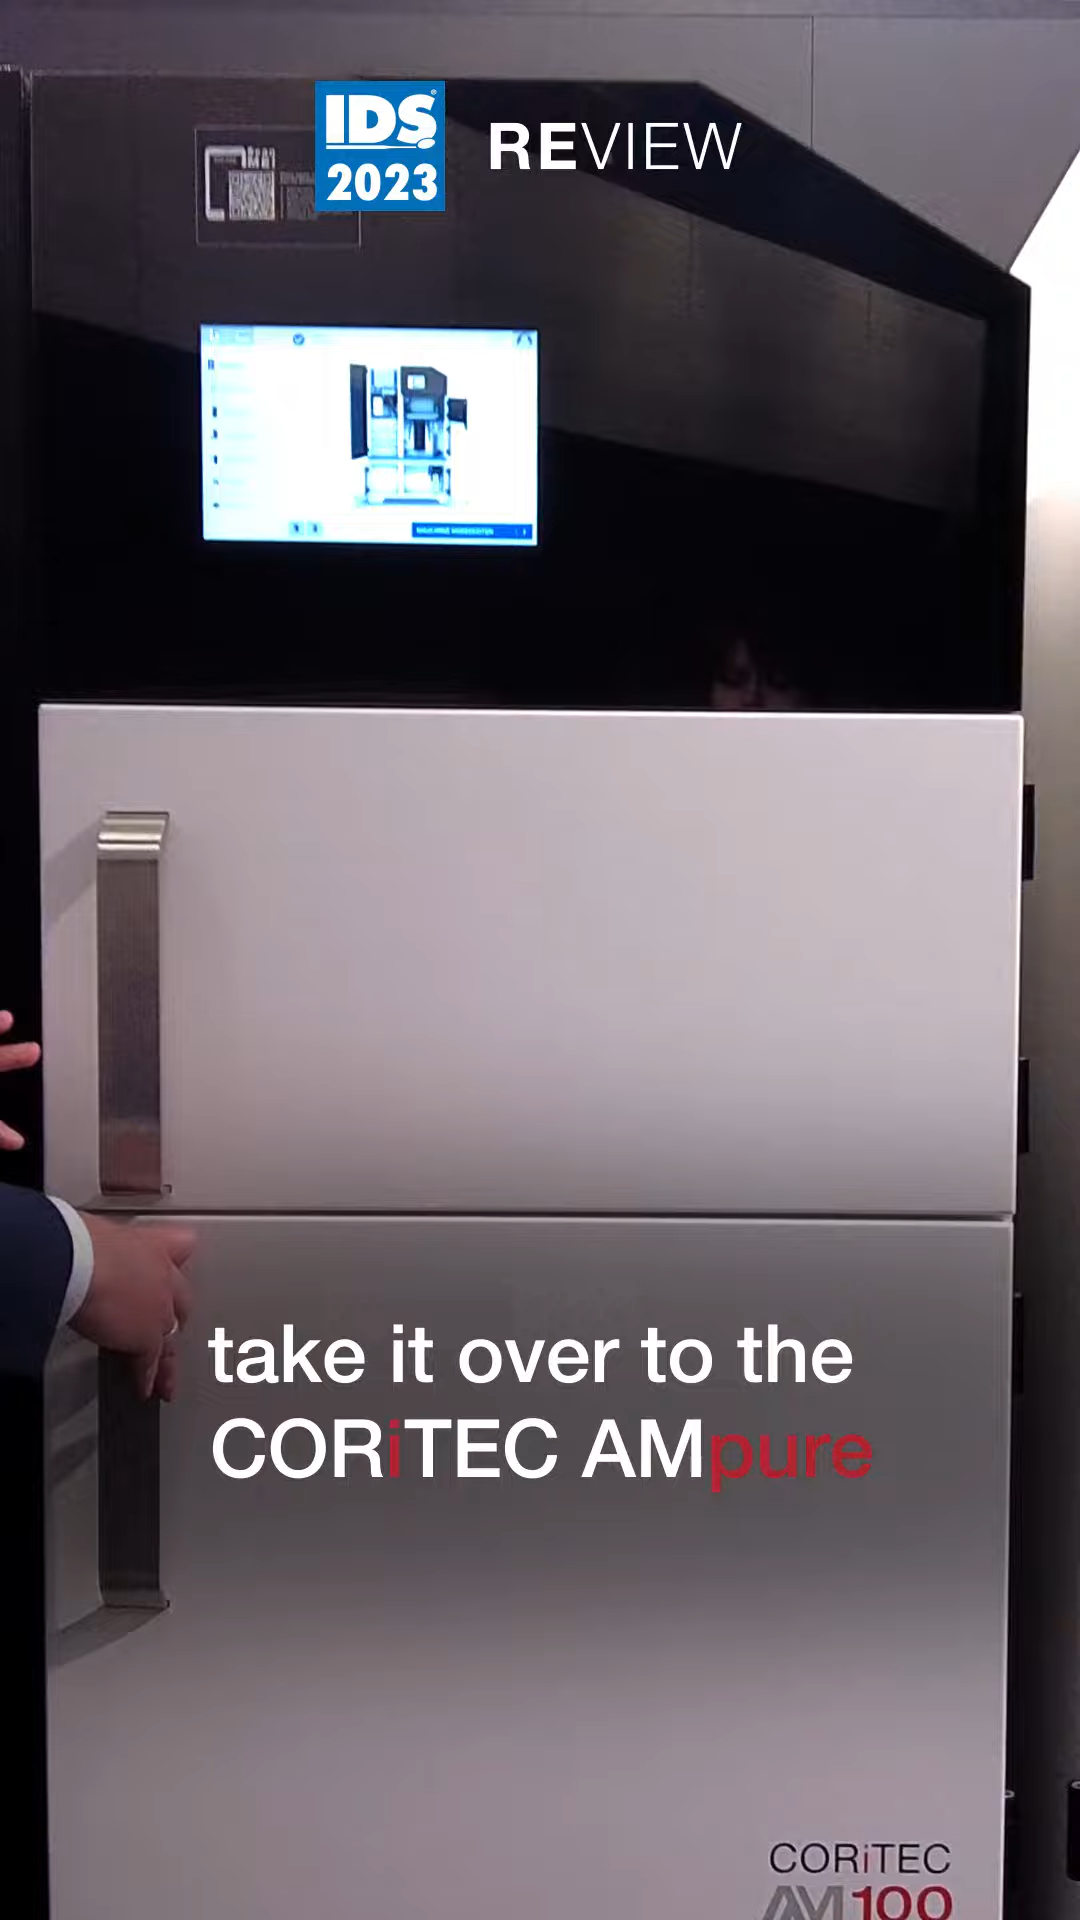 IDS
2023
REVIEW
take it over to the
CORiTEC AMpure
CORiTEC
AM100